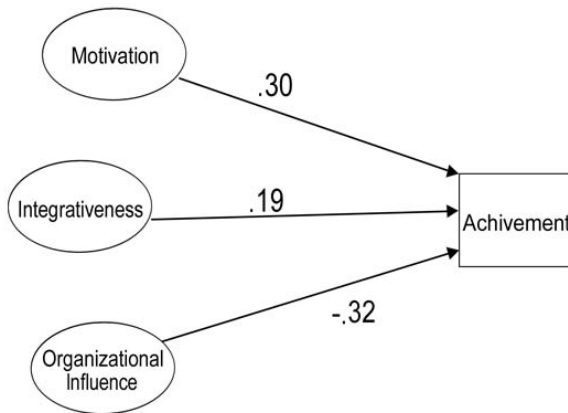 Motivation
.30
Integrativeness
.19
Achivement
-.32
Organizational
Influence